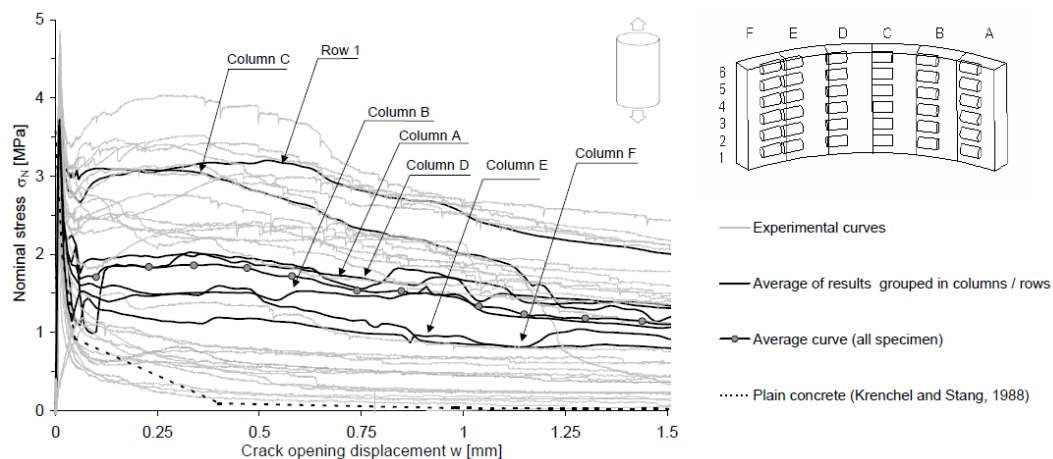 5
4
3
2
1
0
Nominal stress σN [MPa]
Column C
Row 1
Column B
Column A
Column D
Column E
Column F
0
0.25
0.5
0.75
1
1.25
1.5
Crack opening displacement w [mm]
F E D C B A
6
5
4
3
2
1
Experimental curves
Average of results grouped in columns / rows
Average curve (all specimen)
Plain concrete (Krenchel and Stang, 1988)